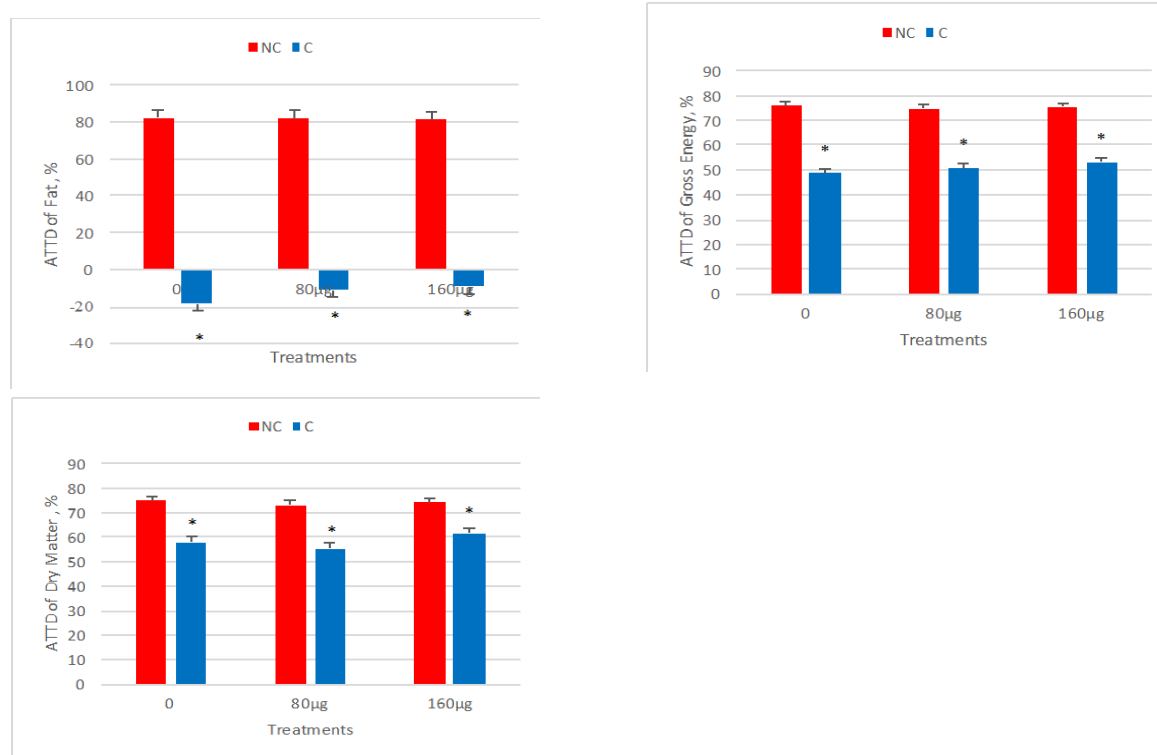 NC C
ATTD of Fat , %
100
80
60
40
20
0
-20
-40
0 80µg 160µg
* * *
Treatments
NC C
ATTD of Gross Energy, %
90
80
70
60
50
40
30
20
10
0
* * *
0 80µg 160µg
Treatments
NC C
ATTD of Dry Matter , %
90
80
70
60
50
40
30
20
10
0
* * *
0 80µg 160µg
Treatments